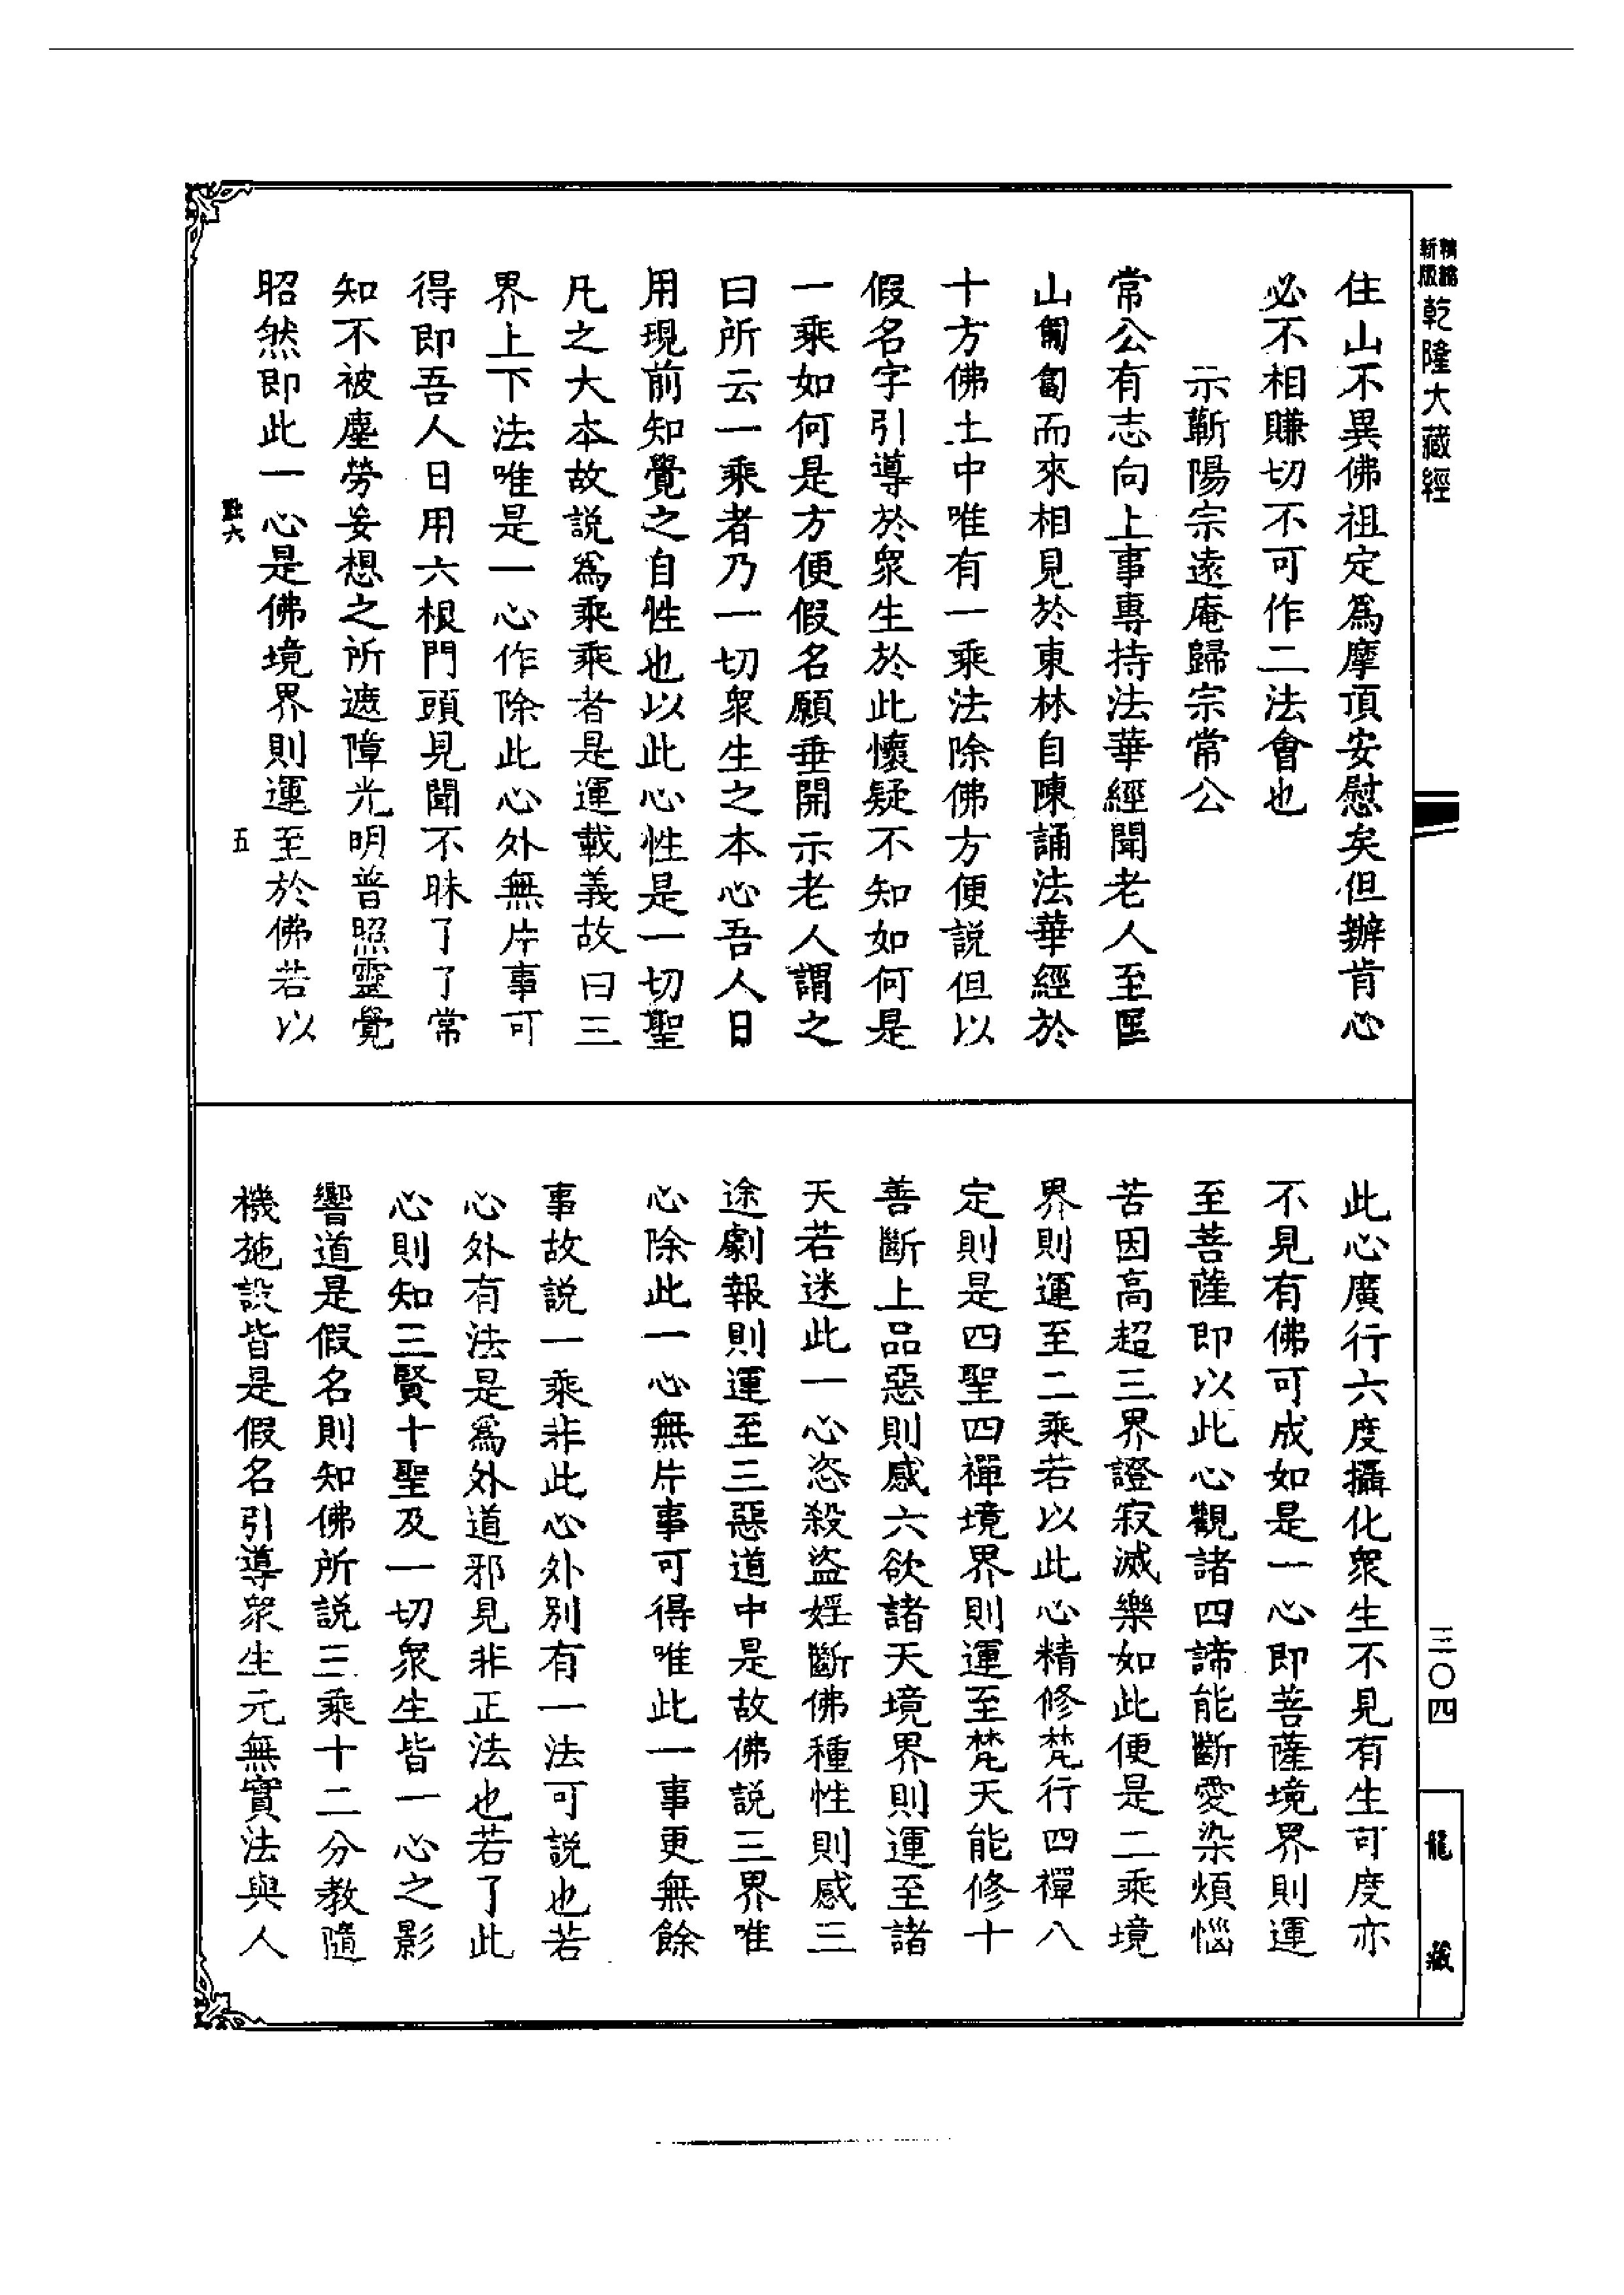 精縮
新版
乾隆大藏經
住山不異佛祖定爲摩頂安慰矣但辦肯心
必不相賺切不可作二法會也
示蘄陽宗遠庵歸宗常公
常公有志向上事專持法華經聞老人至匡
山匍匐而來相見於東林自陳誦法華經於
十方佛土中唯有一乘法除佛方便説但以
假名字引導於衆生於此懷疑不知如何是
一乘如何是方便假名願垂開示老人謂之
曰所云一乘者乃一切衆生之本心吾人日
用現前知覺之自性也以此心性是一切聖
凡之大本故説爲乘乘者是運載義故曰三
界上下法唯是一心作除此心外無片事可
得即吾人日用六根門頭見聞不昧了了常
知不被塵勞妄想之所遮障光明普照靈覺
昭然即此一心是佛境界則運至於佛若以
五
此心廣行六度攝化衆生不見有生可度亦
不見有佛可成如是一心即菩薩境界則運
至菩薩即以此心觀諸四諦能斷愛染煩惱
苦因高超三界證寂滅樂如此便是二乘境
界則運至二乘若以此心精修梵行四禪八
定則是四聖四禪境界則運至梵天能修十
善斷上品惡則感六欲諸天境界則運至諸
天若迷此一心恣殺盜婬斷佛種性則感三
途劇報則運至三惡道中是故佛説三界唯
心除此一心無片事可得唯此一事更無餘
事故説一乘非此心外別有一法可説也若
心外有法是爲外道邪見非正法也若了此
心則知三賢十聖及一切衆生皆一心之影
響道是假名則知佛所説三乘十二分教隨
機施設皆是假名引導衆生元無實法與人
三〇四
龍藏